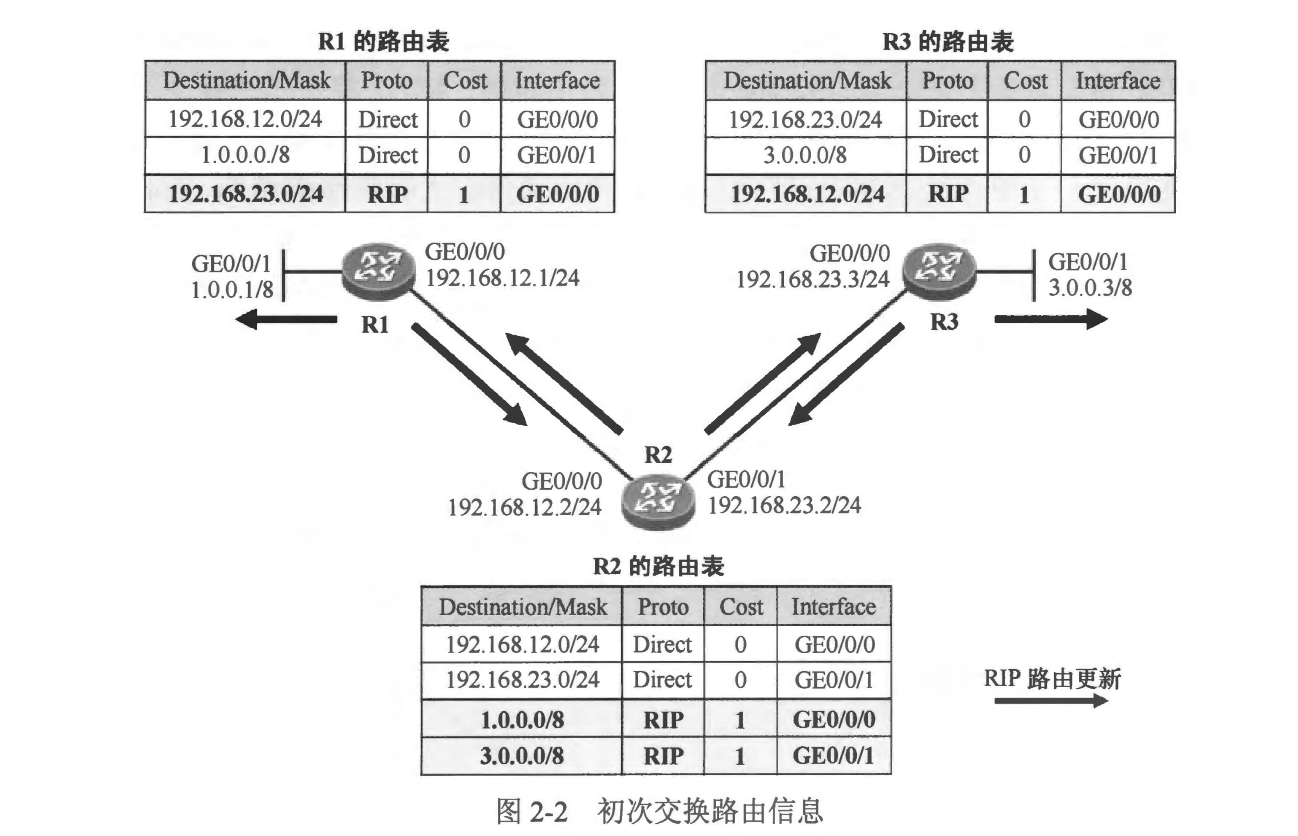 R1 的路由表
Destination/Mask Proto Cost Interface
192.168.12.0/24 Direct 0 GE0/0/0
1.0.0.0./8 Direct 0 GE0/0/1
192.168.23.0/24 RIP 1 GE0/0/0
R3 的路由表
Destination/Mask Proto Cost Interface
192.168.23.0/24 Direct 0 GE0/0/0
3.0.0.0/8 Direct 0 GE0/0/1
192.168.12.0/24 RIP 1 GE0/0/0
GE0/0/1
1.0.0.1/8
GE0/0/0
192.168.12.1/24
R1
GE0/0/0
192.168.23.3/24
GE0/0/1
3.0.0.3/8
R3
R2
GE0/0/0
192.168.12.2/24
GE0/0/1
192.168.23.2/24
R2 的路由表
Destination/Mask Proto Cost Interface
192.168.12.0/24 Direct 0 GE0/0/0
192.168.23.0/24 Direct 0 GE0/0/1
1.0.0.0/8 RIP 1 GE0/0/0
3.0.0.0/8 RIP 1 GE0/0/1
RIP 路由更新
图 2-2 初次交换路由信息